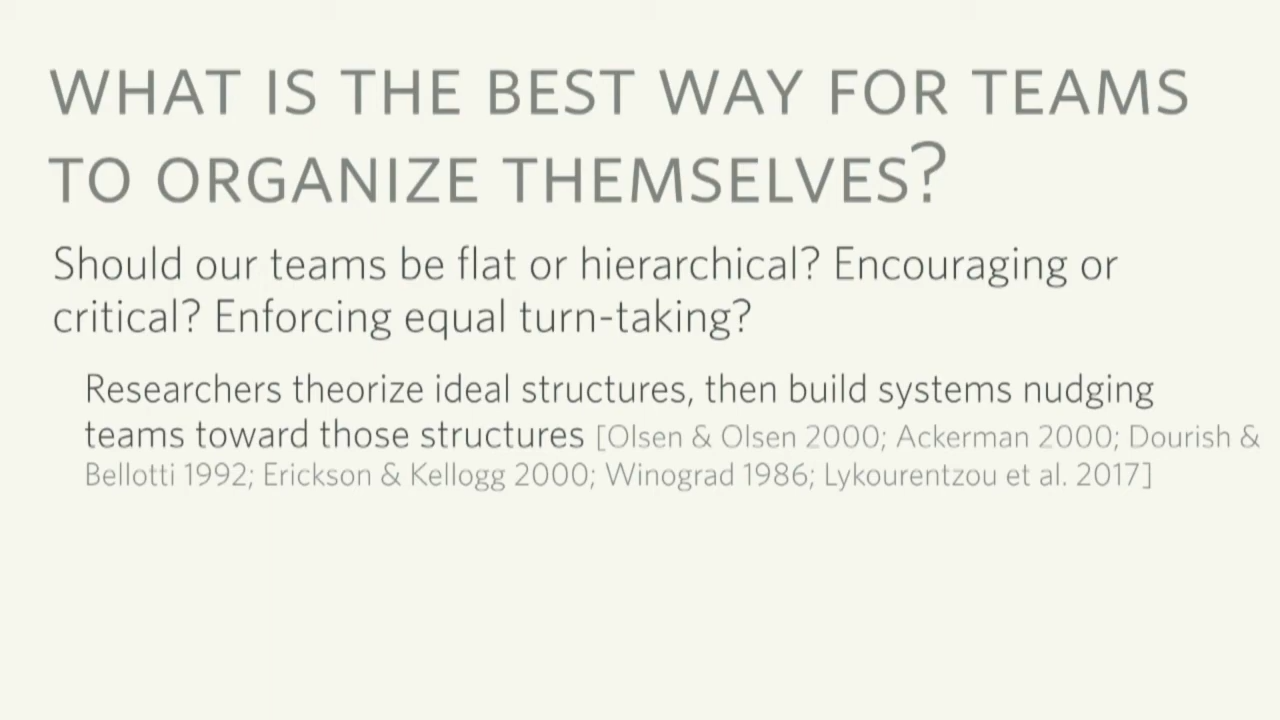 WHAT IS THE BEST WAY FOR TEAMS
TO ORGANIZE THEMSELVES?
Should our teams be flat or hierarchical? Encouraging or
critical? Enforcing equal turn-taking?
Researchers theorize ideal structures, then build systems nudging
teams toward those structures [Olsen & Olsen 2000; Ackerman 2000; Dourish &
Bellotti 1992; Erickson & Kellogg 2000; Winograd 1986; Lykourentzou et al. 2017]